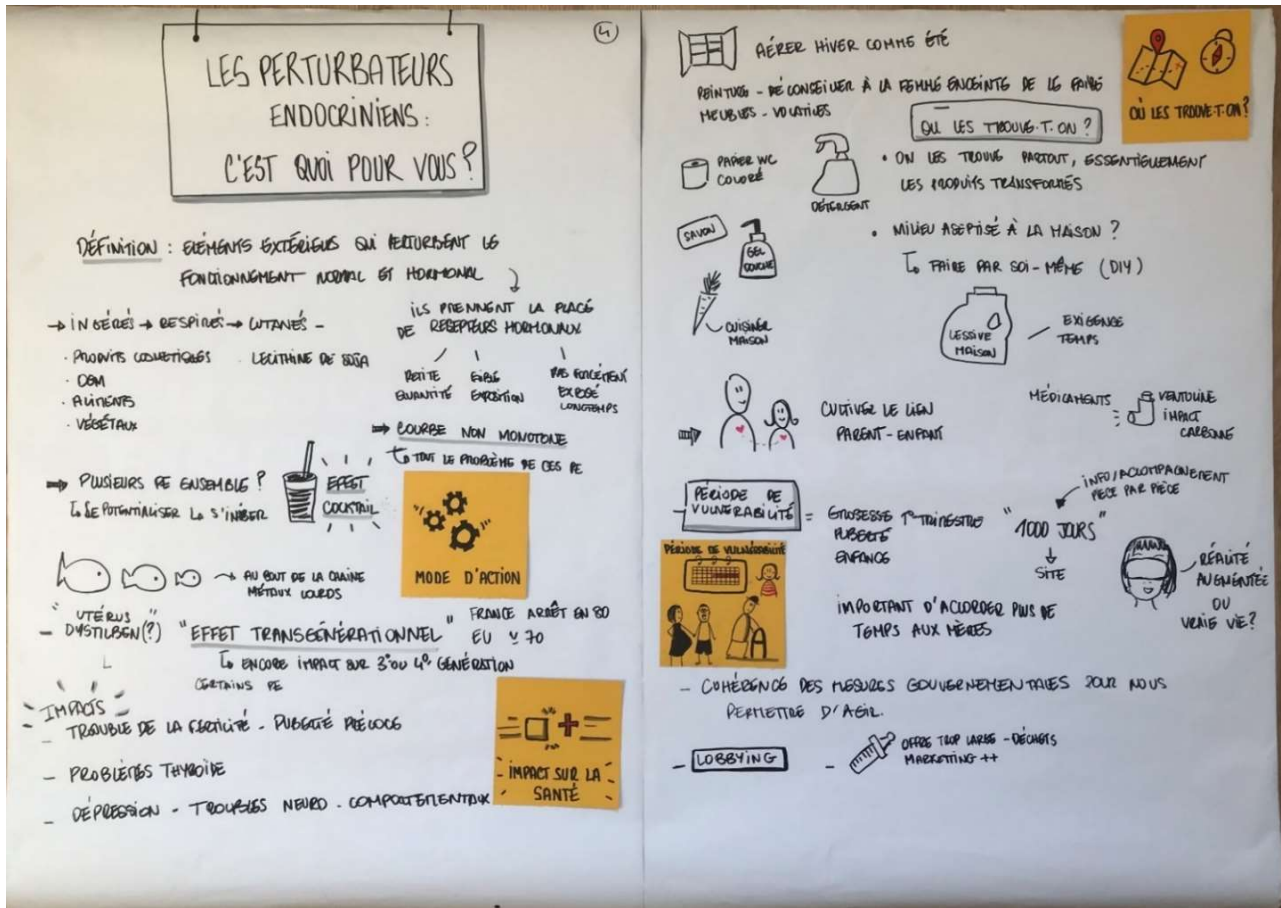 4
LES PERTURBATEURS
ENDOCRINIENS :
C'EST QUOI POUR VOUS ?
DÉFINITION : ELÉMENTS EXTÉRIEURS QUI PERTURBENT LE
FONCTIONNEMENT NORMAL ET HORMONAL
ILS PRENNENT LA PLACE
DE RECEPTEURS HORMONAUX
→ INGÉRÉS → RESPIRÉS → CUTANÉS -
PETITE
QUANTITÉ
FAIBLE
EXPOSITION
PAS FORCÉMENT
EXPOSÉ
LONGTEMPS
· PRODUITS COSMETIQUES · LECITHINE DE SOJA
· OGM
· ALIMENTS
· VÉGÉTAUX
⇒ COURBE NON MONOTONE
↳ TOUT LE PROBLÈME DE CES PE
⇒ PLUSIEURS PE ENSEMBLE ?
↳ SE POTENTIALISER ↳ S'INHIBER
EFFET
COCKTAIL
MODE D'ACTION
→ AU BOUT DE LA CHAINE
MÉTAUX LOURDS
" UTÉRUS "
- DYSTILBEN (?)
"EFFET TRANSGÉNÉRATIONNEL"
FRANCE ARRÊT EN 80
EU 70
↳ ENCORE IMPACT SUR 3° OU 4° GÉNÉRATION
CERTAINS PE
IMPACTS
- TROUBLE DE LA FERTILITÉ - PUBERTÉ PRÉCOCE
- PROBLÈMES THYROÏDE
- DÉPRESSION - TROUBLES NEURO - COMPORTEMENTAUX
IMPACT SUR LA
SANTÉ
AÉRER HIVER COMME ÉTÉ
PEINTURE - DÉCONSEILLER À LA FEMME ENCEINTE DE LE FAIRE
MEUBLES - VOLATILES
OÙ LES TROUVE-T-ON ?
OU LES TROUVE-T-ON ?
PAPIER WC
COLORÉ
DÉTERGENT
• ON LES TROUVE PARTOUT, ESSENTIELLEMENT
LES PRODUITS TRANSFORMÉS
SAVON
GEL
DOUCHE
• MILIEU ASEPTISÉ À LA MAISON ?
↳ FAIRE PAR SOI-MÊME (DIY)
CUISINER
MAISON
LESSIVE
MAISON
EXIGENCE
TEMPS
CULTIVER LE LIEN
PARENT - ENFANT
MÉDICAMENTS
VENTOLINE
IMPACT
CARBONE
- PÉRIODE DE
VULNÉRABILITÉ
= GROSSESSE 1er TRIMESTRE
PUBERTÉ
ENFANCE
INFO/ACCOMPAGNEMENT
PIÈCE PAR PIÈCE
"1000 JOURS"
↓
SITE
RÉALITÉ
AUGMENTÉE
OU
VRAIE VIE ?
PÉRIODE DE VULNÉRABILITÉ
IMPORTANT D'ACCORDER PLUS DE
TEMPS AUX MÈRES
- COHÉRENCE DES MESURES GOUVERNEMENTALES POUR NOUS
PERMETTRE D'AGIR.
- LOBBYING
- OFFRE TROP LARGE - DÉCHETS
MARKETING ++